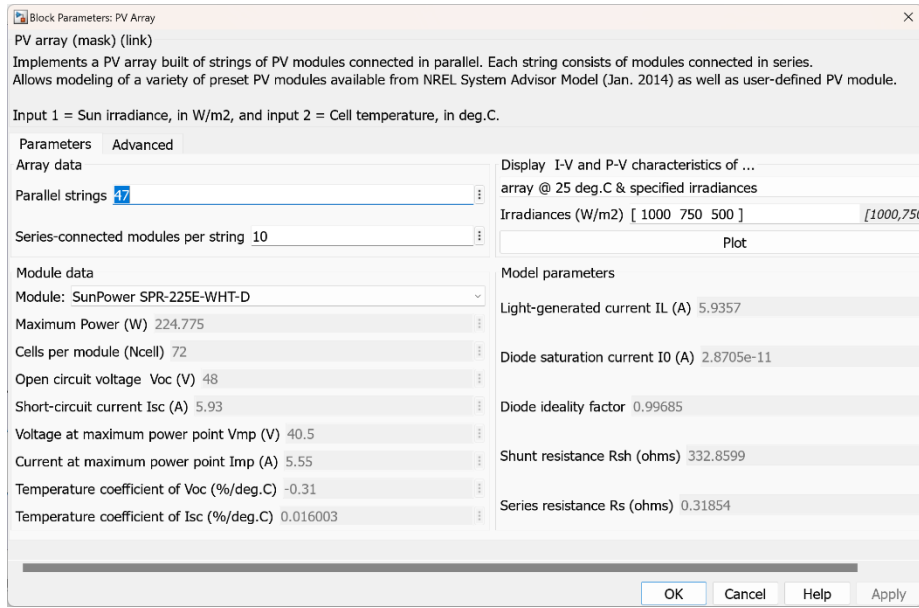 Block Parameters: PV Array
PV array (mask) (link)
Implements a PV array built of strings of PV modules connected in parallel. Each string consists of modules connected in series.
Allows modeling of a variety of preset PV modules available from NREL System Advisor Model (Jan. 2014) as well as user-defined PV module.
Input 1 = Sun irradiance, in W/m2, and input 2 = Cell temperature, in deg.C.
Parameters Advanced
Array data
Parallel strings 47
Series-connected modules per string 10
Display I-V and P-V characteristics of ...
array @ 25 deg.C & specified irradiances
Irradiances (W/m2) [ 1000 750 500 ] [1000,750
Plot
Module data
Module: SunPower SPR-225E-WHT-D
Maximum Power (W) 224.775
Cells per module (Ncell) 72
Open circuit voltage Voc (V) 48
Short-circuit current Isc (A) 5.93
Voltage at maximum power point Vmp (V) 40.5
Current at maximum power point Imp (A) 5.55
Temperature coefficient of Voc (%/deg.C) -0.31
Temperature coefficient of Isc (%/deg.C) 0.016003
Model parameters
Light-generated current IL (A) 5.9357
Diode saturation current I0 (A) 2.8705e-11
Diode ideality factor 0.99685
Shunt resistance Rsh (ohms) 332.8599
Series resistance Rs (ohms) 0.31854
OK Cancel Help Apply